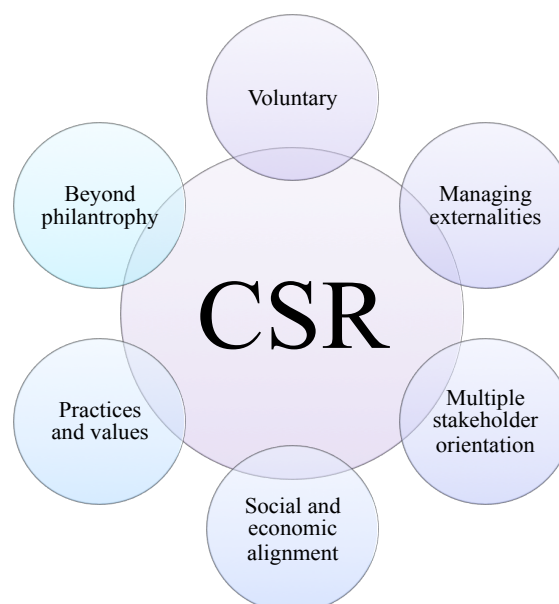 Voluntary
Managing
externalities
Multiple
stakeholder
orientation
Social and
economic
alignment
Practices
and values
Beyond
philantrophy
CSR